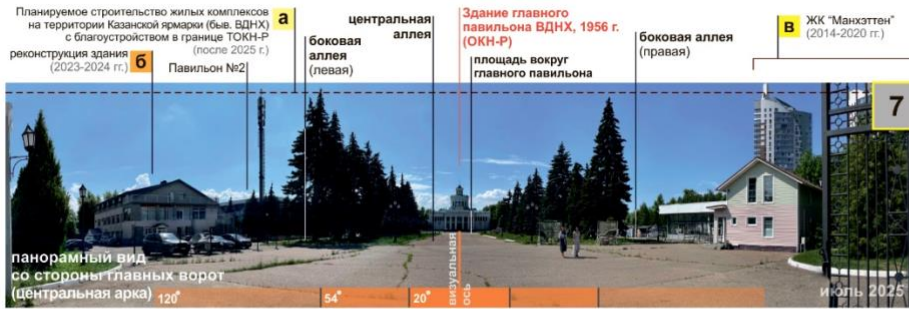 Планируемое строительство жилых комплексов
на территории Казанской ярмарки (быв. ВДНХ)
с благоустройством в границе ТОКН-Р
(после 2025 г.)
а
реконструкция здания
(2023-2024 гг.)
б
Павильон №2
боковая
аллея
(левая)
центральная
аллея
Здание главного
павильона ВДНХ, 1956 г.
(ОКН-Р)
площадь вокруг
главного павильона
боковая аллея
(правая)
в
ЖК “Манхэттен”
(2014-2020 гг.)
7
панорамный вид
со стороны главных ворот
(центральная арка)
120°
54°
20°
визуальная
ось
июль 2025